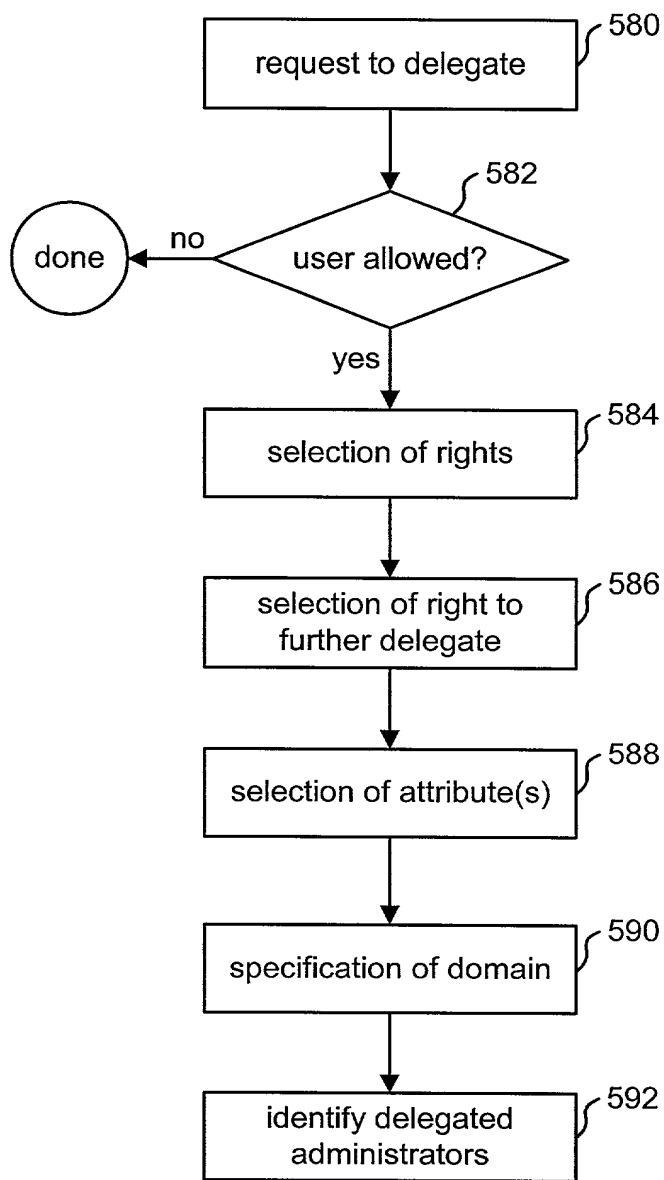 580
request to delegate
582
no
done
user allowed?
yes
584
selection of rights
586
selection of right to
further delegate
588
selection of attribute(s)
590
specification of domain
592
identify delegated
administrators